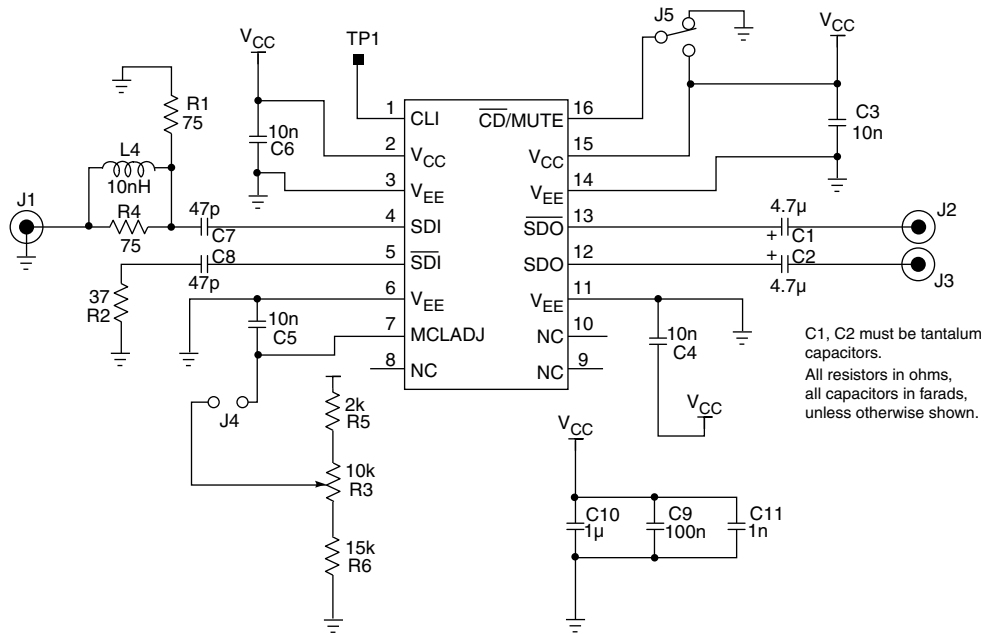 J5
V̅CC
VCC
TP1
VCC
R1
75
L4
10nH
J1
R4
75
10n
C6
47p
C7
C8
47p
37
R2
10n
C5
J4
2k
R5
10k
R3
15k
R6
1 CLI
2 VCC
3 VEE
4 SDI
5 S̅D̅I̅
6 VEE
7 MCLADJ
8 NC
C̅D̅/MUTE 16
VCC 15
VEE 14
S̅D̅O̅ 13
SDO 12
VEE 11
NC 10
NC 9
C3
10n
4.7µ
+ C1
J2
+ C2
4.7µ
J3
10n
C4
VCC
C1, C2 must be tantalum
capacitors.
All resistors in ohms,
all capacitors in farads,
unless otherwise shown.
VCC
C10
1µ
C9
100n
C11
1n